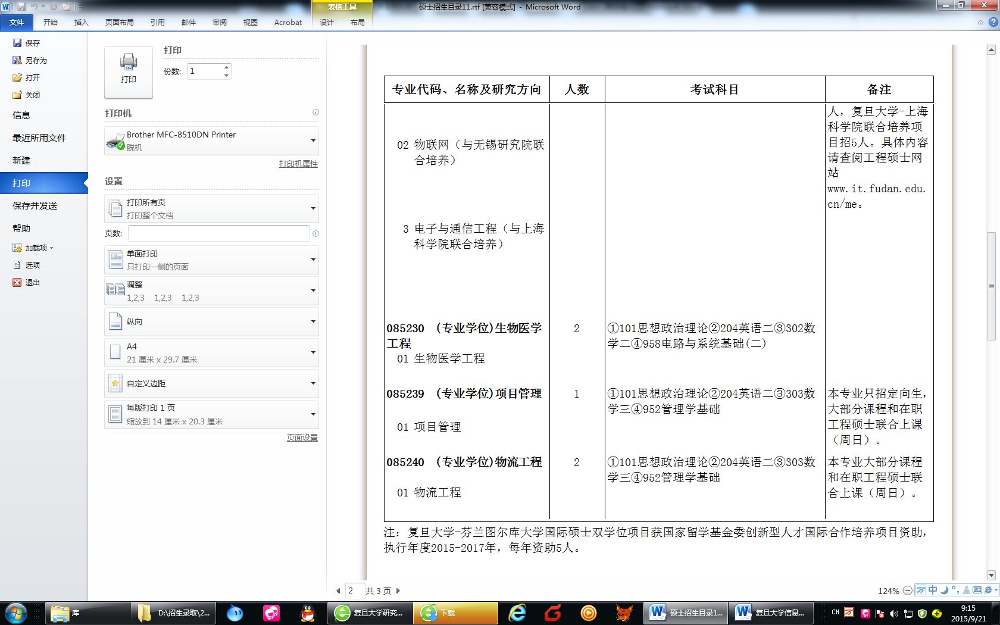 硕士招生目录11.rtf [兼容模式] - Microsoft Word
表格工具
文件
开始
插入
页面布局
引用
邮件
审阅
视图
Acrobat
设计
布局
保存
另存为
打开
关闭
信息
最近所用文件
新建
打印
保存并发送
帮助
加载项
选项
退出
打印
打印
份数: 1
打印机
Brother MFC-8510DN Printer
脱机
打印机属性
设置
打印所有页
打印整个文档
页数:
单面打印
只打印一侧的页面
调整
1,2,3 1,2,3 1,2,3
纵向
A4
21 厘米 x 29.7 厘米
自定义边距
每版打印 1 页
缩放到 14 厘米 x 20.3 厘米
页面设置
专业代码、名称及研究方向 人数 考试科目 备注
人，复旦大学-上海
科学院联合培养项
目招5人。具体内容
请查阅工程硕士网
站
www.it.fudan.edu.
cn/me。
02 物联网（与无锡研究院联
合培养）
3 电子与通信工程（与上海
科学院联合培养）
085230 (专业学位)生物医学
工程
01 生物医学工程
2
①101思想政治理论②204英语二③302数
学二④958电路与系统基础(二)
085239 (专业学位)项目管理
01 项目管理
1
①101思想政治理论②204英语二③303数
学三④952管理学基础
本专业只招定向生，
大部分课程和在职
工程硕士联合上课
（周日）。
085240 (专业学位)物流工程
01 物流工程
2
①101思想政治理论②204英语二③303数
学三④952管理学基础
本专业大部分课程
和在职工程硕士联
合上课（周日）。
注：复旦大学-芬兰图尔库大学国际硕士双学位项目获国家留学基金委创新型人才国际合作培养项目资助，
执行年度2015-2017年，每年资助5人。
2 共 3 页
124%
中
库
D:\招生录取\2...
复旦大学研究...
下载
硕士招生目录1...
复旦大学信息...
CH
9:15
2015/9/21